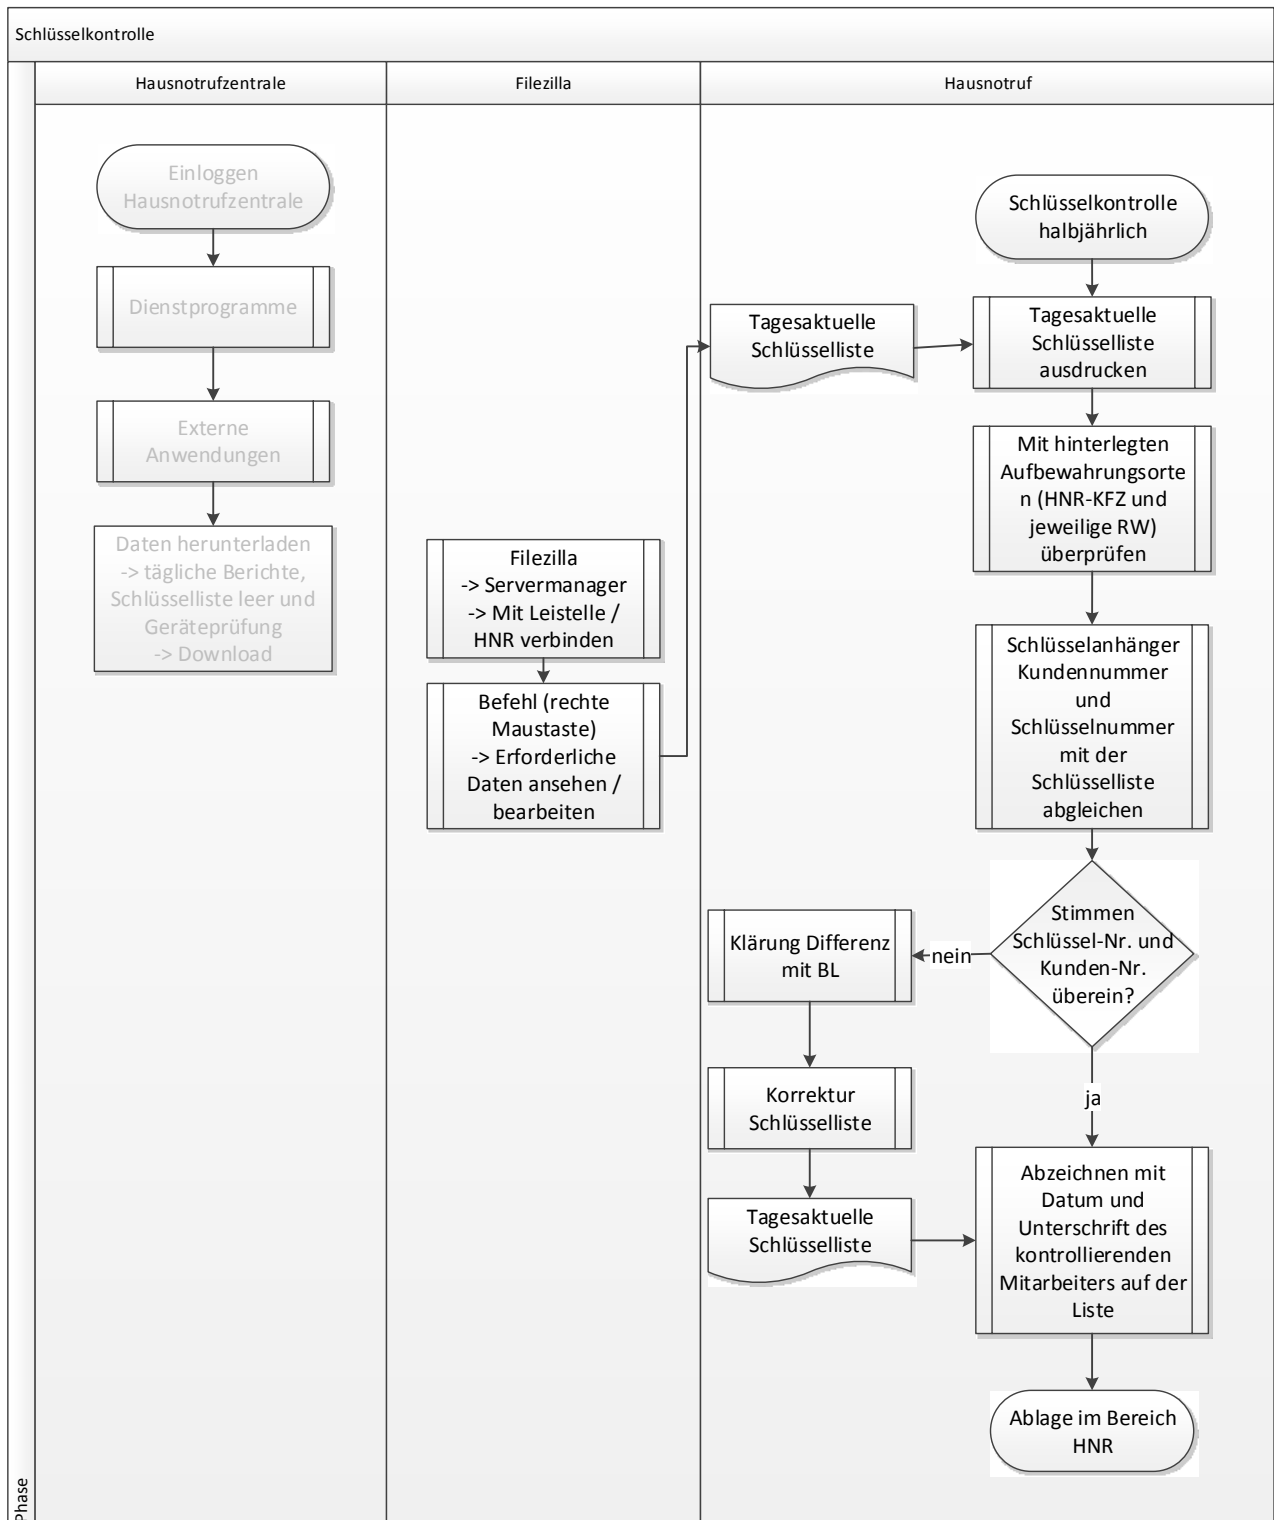 Schlüsselkontrolle
Hausnotrufzentrale
Filezilla
Hausnotruf
Einloggen
Hausnotrufzentrale
Dienstprogramme
Externe
Anwendungen
Daten herunterladen
-> tägliche Berichte,
Schlüsselliste leer und
Geräteprüfung
-> Download
Filezilla
-> Servermanager
-> Mit Leistelle /
HNR verbinden
Befehl (rechte
Maustaste)
-> Erforderliche
Daten ansehen /
bearbeiten
Schlüsselkontrolle
halbjährlich
Tagesaktuelle
Schlüsselliste
Tagesaktuelle
Schlüsselliste
ausdrucken
Mit hinterlegten
Aufbewahrungsorte
n (HNR-KFZ und
jeweilige RW)
überprüfen
Schlüsselanhänger
Kundennummer
und
Schlüsselnummer
mit der
Schlüsselliste
abgleichen
Stimmen
Schlüssel-Nr. und
Kunden-Nr.
überein?
nein
Klärung Differenz
mit BL
Korrektur
Schlüsselliste
ja
Tagesaktuelle
Schlüsselliste
Abzeichnen mit
Datum und
Unterschrift des
kontrollierenden
Mitarbeiters auf der
Liste
Ablage im Bereich
HNR
Phase